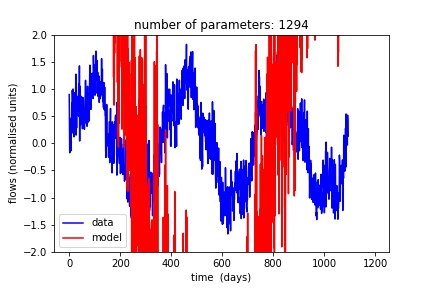 number of parameters: 1294
flows (normalised units)
2.0
1.5
1.0
0.5
0.0
−0.5
−1.0
−1.5
−2.0
data
model
0 200 400 600 800 1000 1200
time (days)